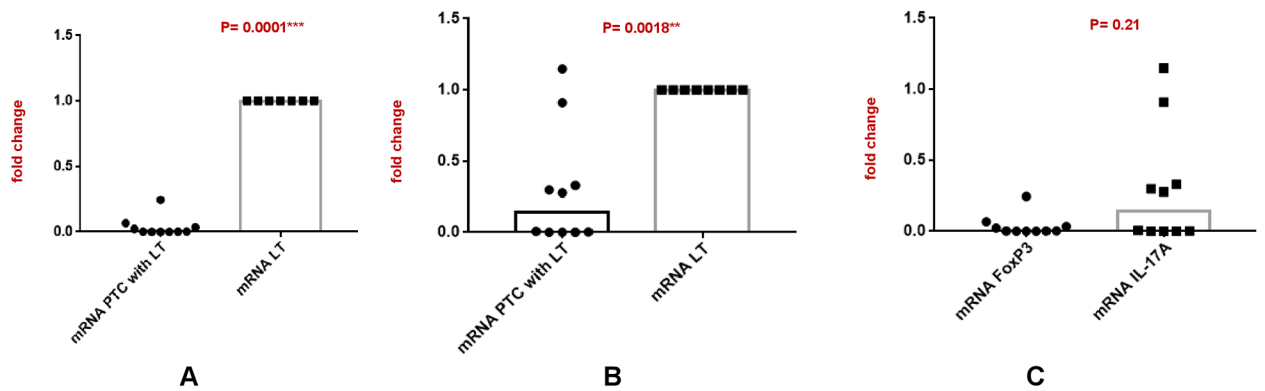 P= 0.0001***
1.5
1.0
0.5
0.0
fold change
mRNA PTC with LT
mRNA LT
A
P= 0.0018**
1.5
1.0
0.5
0.0
fold change
mRNA PTC with LT
mRNA LT
B
P= 0.21
1.5
1.0
0.5
0.0
fold change
mRNA FoxP3
mRNA IL-17A
C